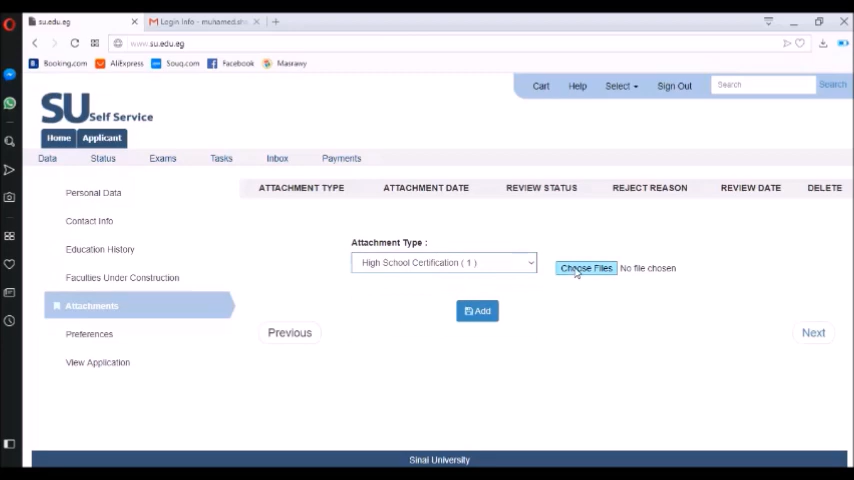 su.edu.eg
Login Info - muhamed.she
www.su.edu.eg
Booking.com AliExpress Souq.com Facebook Masrawy
Cart Help Select Sign Out Search Search
SU Self Service
Home Applicant
Data Status Exams Tasks Inbox Payments
Personal Data
Contact Info
Education History
Faculties Under Construction
Attachments
Preferences
View Application
ATTACHMENT TYPE ATTACHMENT DATE REVIEW STATUS REJECT REASON REVIEW DATE DELETE
Attachment Type :
High School Certification ( 1 )
Choose Files No file chosen
Add
Previous Next
Sinai University